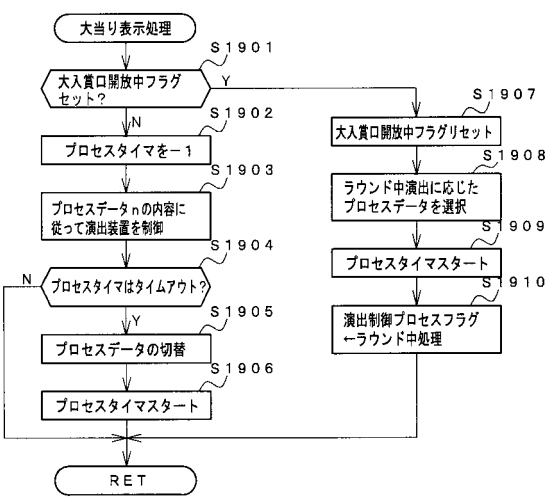 大当り表示処理
S1901
大入賞口開放中フラグ
セット?
Y
N
S1902
プロセスタイマを－1
S1903
プロセスデータnの内容に
従って演出装置を制御
S1904
プロセスタイマはタイムアウト?
N
Y
S1905
プロセスデータの切替
S1906
プロセスタイマスタート
S1907
大入賞口開放中フラグリセット
S1908
ラウンド中演出に応じた
プロセスデータを選択
S1909
プロセスタイマスタート
S1910
演出制御プロセスフラグ
←ラウンド中処理
RET